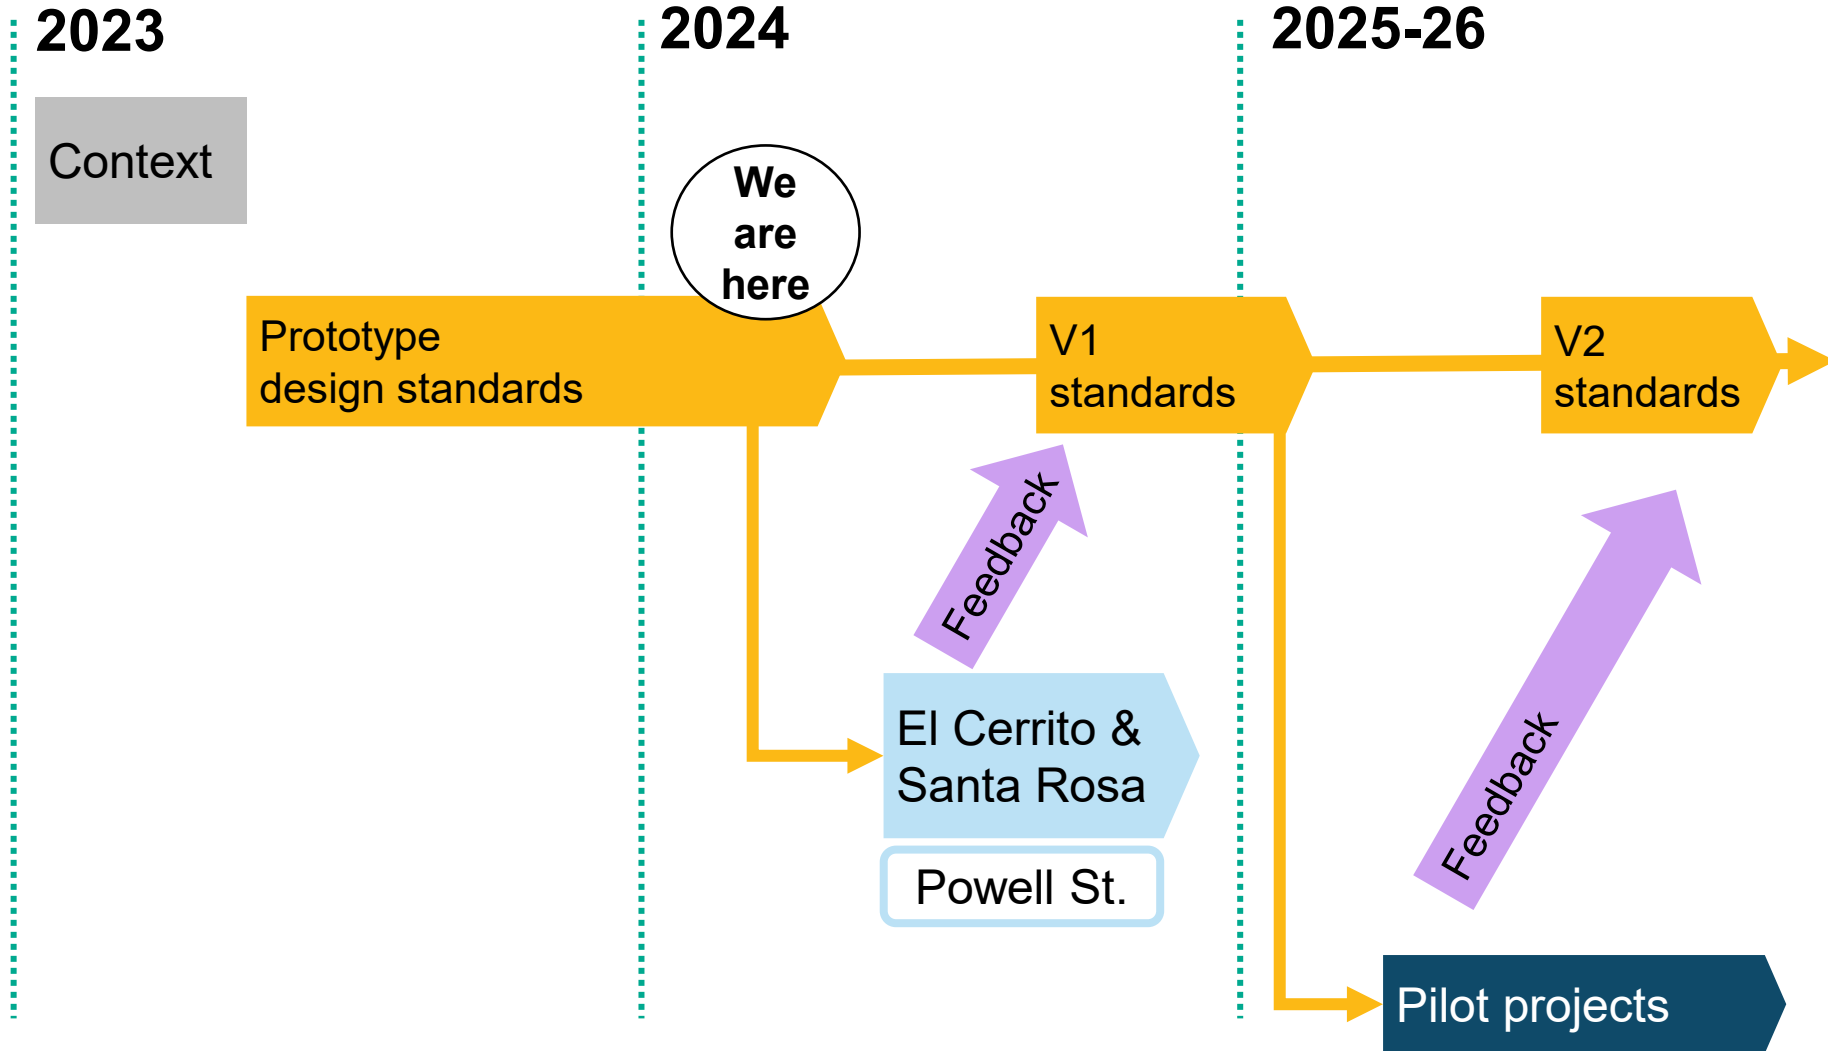 2023
2024
2025-26
Context
We
are
here
Prototype
design standards
V1
standards
V2
standards
Feedback
El Cerrito &
Santa Rosa
Powell St.
Feedback
Pilot projects